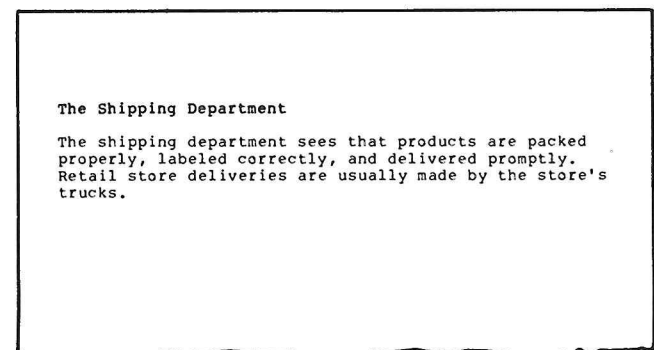 The Shipping Department
The shipping department sees that products are packed
properly, labeled correctly, and delivered promptly.
Retail store deliveries are usually made by the store's
trucks.